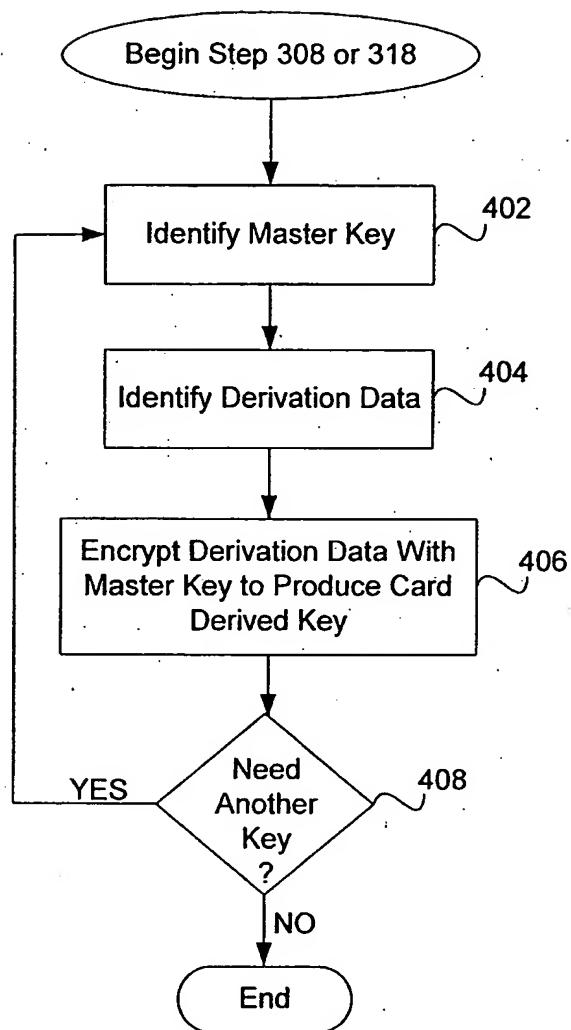 Begin Step 308 or 318
402
Identify Master Key
404
Identify Derivation Data
Encrypt Derivation Data With
Master Key to Produce Card
Derived Key
406
YES
Need
Another
Key
?
408
NO
End